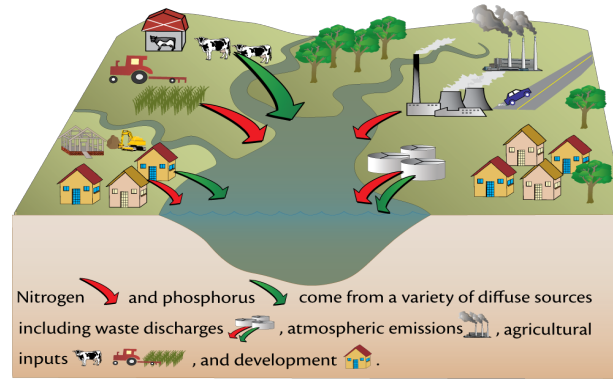 Nitrogen and phosphorus come from a variety of diffuse sources
including waste discharges , atmospheric emissions , agricultural
inputs , and development .